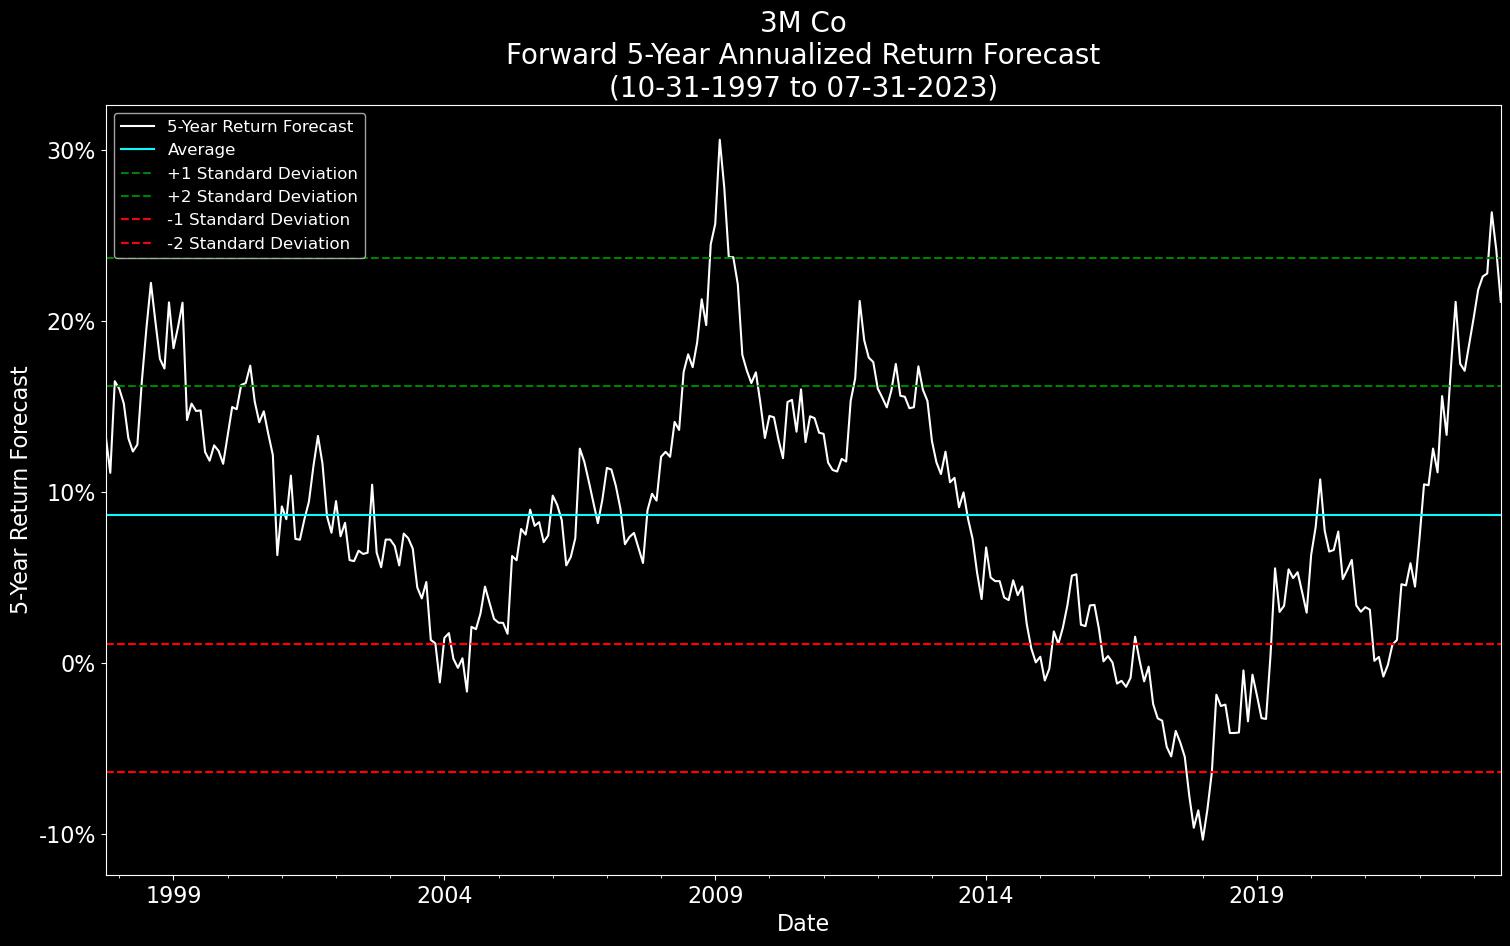 3M Co
Forward 5-Year Annualized Return Forecast
(10-31-1997 to 07-31-2023)
5-Year Return Forecast
Average
+1 Standard Deviation
+2 Standard Deviation
-1 Standard Deviation
-2 Standard Deviation
30%
20%
10%
0%
-10%
5-Year Return Forecast
1999
2004
2009
2014
2019
Date